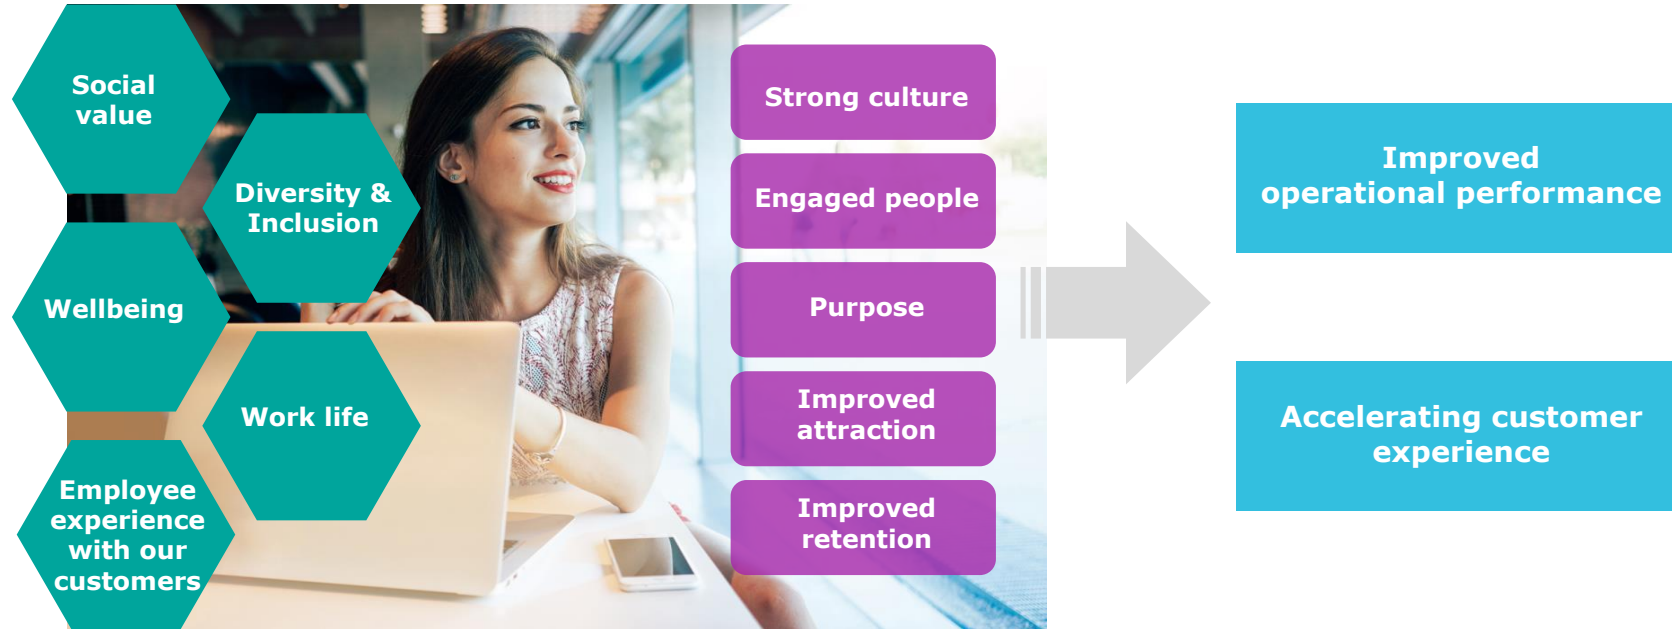 Social
value
Diversity &
Inclusion
Wellbeing
Work life
Employee
experience
with our
customers
Strong culture
Engaged people
Purpose
Improved
attraction
Improved
retention
Improved
operational performance
Accelerating customer
experience